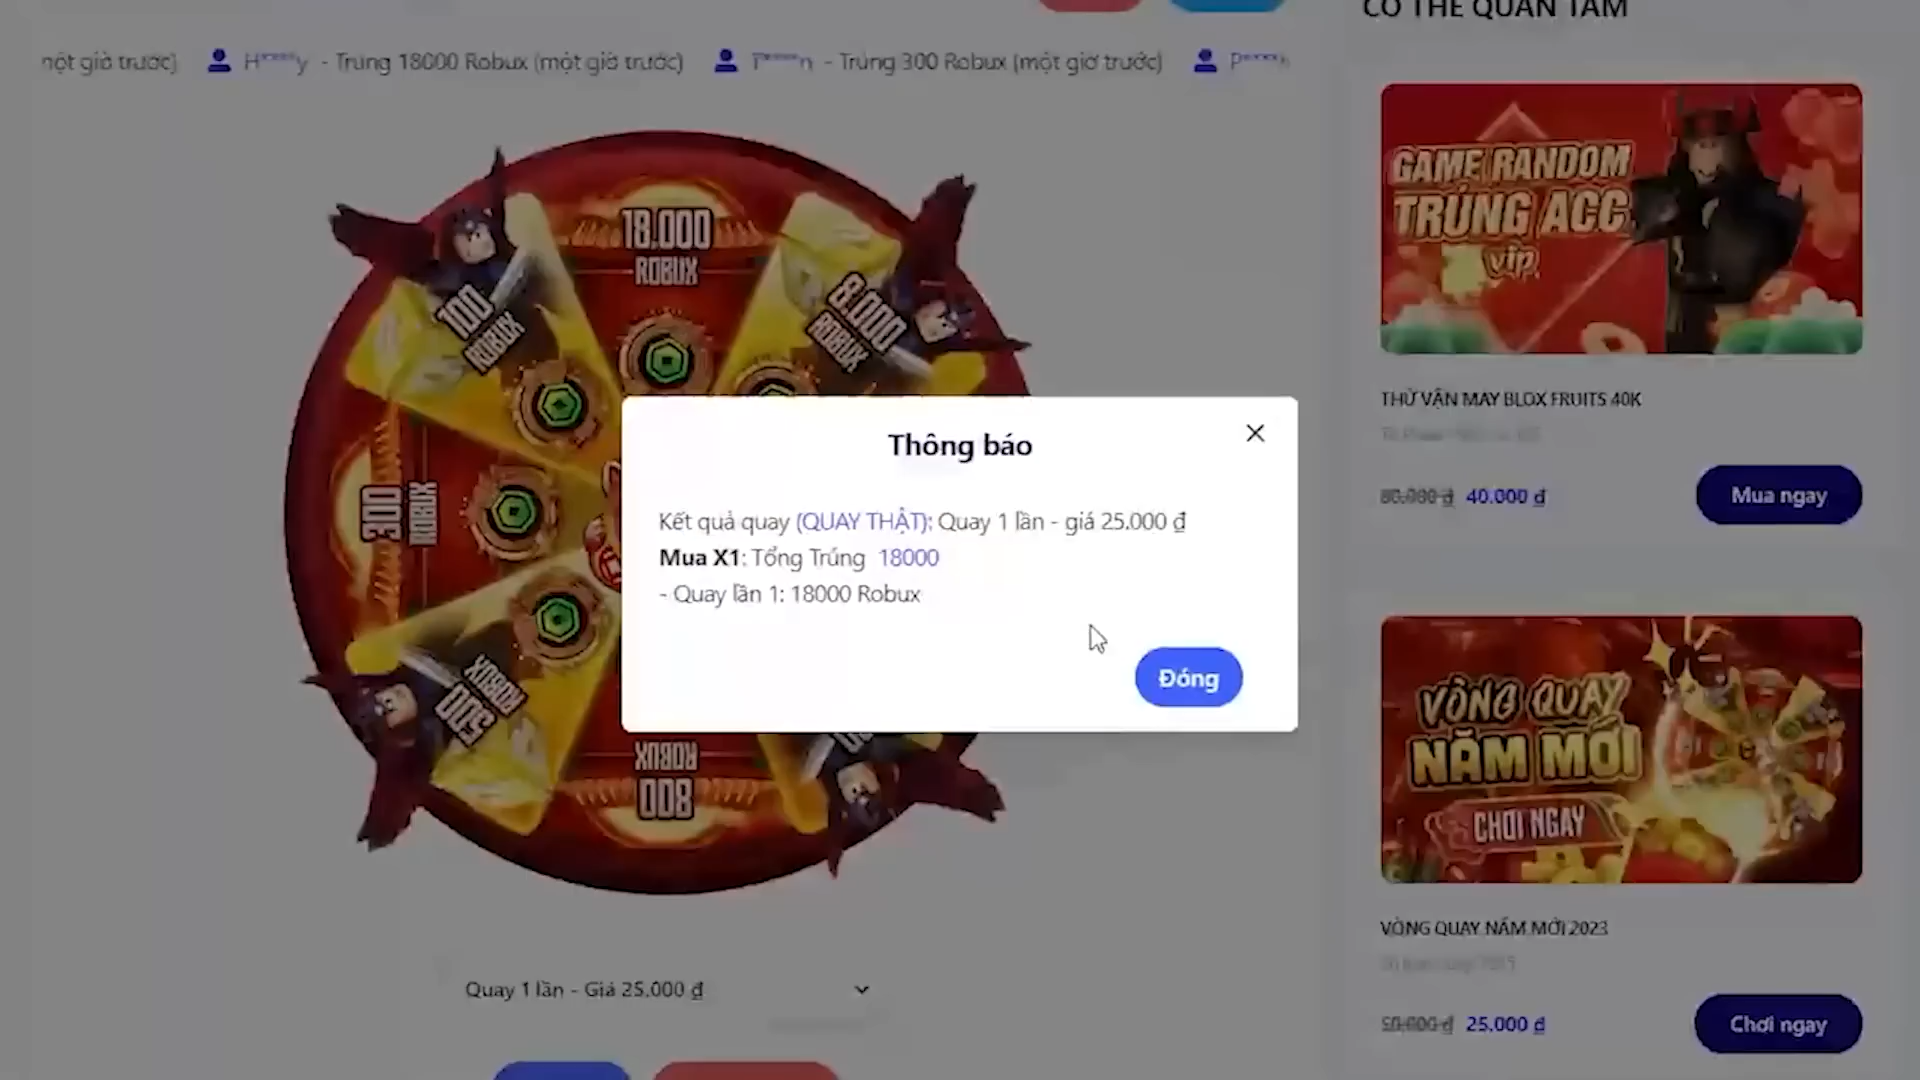 CÓ THỂ QUAN TÂM
một giờ trước)
H****y - Trúng 18000 Robux (một giờ trước)
T****n - Trúng 300 Robux (một giờ trước)
P****h
18.000
ROBUX
100
ROBUX
8.000
ROBUX
300
ROBUX
500
ROBUX
800
ROBUX
Thông báo
Kết quả quay (QUAY THẬT): Quay 1 lần - giá 25.000 đ
Mua X1: Tổng Trúng 18000
- Quay lần 1: 18000 Robux
Đóng
Quay 1 lần - Giá 25,000 đ
GAME RANDOM
TRÚNG ACC
vip
THỬ VẬN MAY BLOX FRUITS 40K
80.000 đ 40.000 đ
Mua ngay
VÒNG QUAY
NĂM MỚI
CHƠI NGAY
VÒNG QUAY NĂM MỚI 2023
50.000 đ 25.000 đ
Chơi ngay